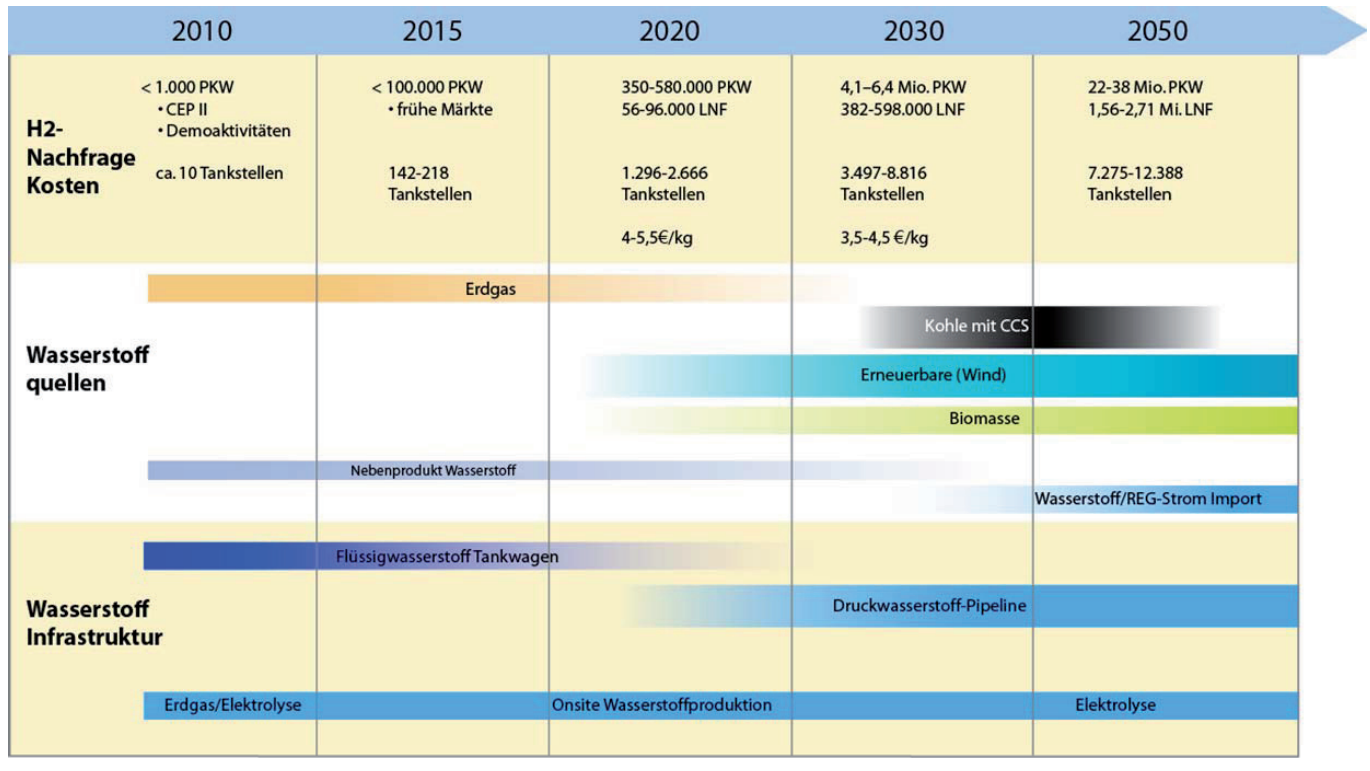 2010 2015 2020 2030 2050
H2-
Nachfrage
Kosten
< 1.000 PKW
• CEP II
• Demoaktivitäten
ca. 10 Tankstellen
< 100.000 PKW
• frühe Märkte
142-218
Tankstellen
350-580.000 PKW
56-96.000 LNF
1.296-2.666
Tankstellen
4-5,5€/kg
4,1–6,4 Mio. PKW
382-598.000 LNF
3.497-8.816
Tankstellen
3,5-4,5 €/kg
22-38 Mio. PKW
1,56-2,71 Mi. LNF
7.275-12.388
Tankstellen
Wasserstoff
quellen
Erdgas
Kohle mit CCS
Erneuerbare (Wind)
Biomasse
Nebenprodukt Wasserstoff
Wasserstoff/REG-Strom Import
Wasserstoff
Infrastruktur
Flüssigwasserstoff Tankwagen
Druckwasserstoff-Pipeline
Erdgas/Elektrolyse
Onsite Wasserstoffproduktion
Elektrolyse